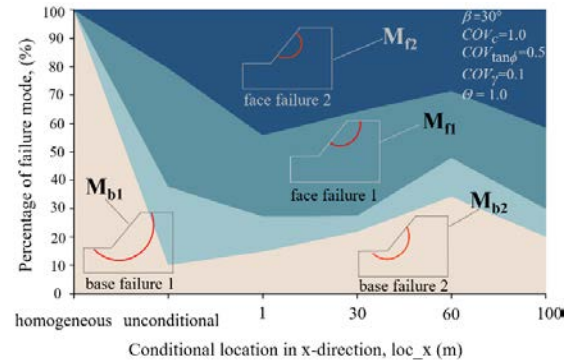 Percentage of failure mode, (%)
100
90
80
70
60
50
40
30
20
10
0
β=30°
COVc=1.0
COVtanϕ=0.5
COVγ=0.1
Θ = 1.0
Mf2
face failure 2
Mf1
face failure 1
Mb1
base failure 1
Mb2
base failure 2
homogeneous unconditional 1 30 60 100
Conditional location in x-direction, loc_x (m)